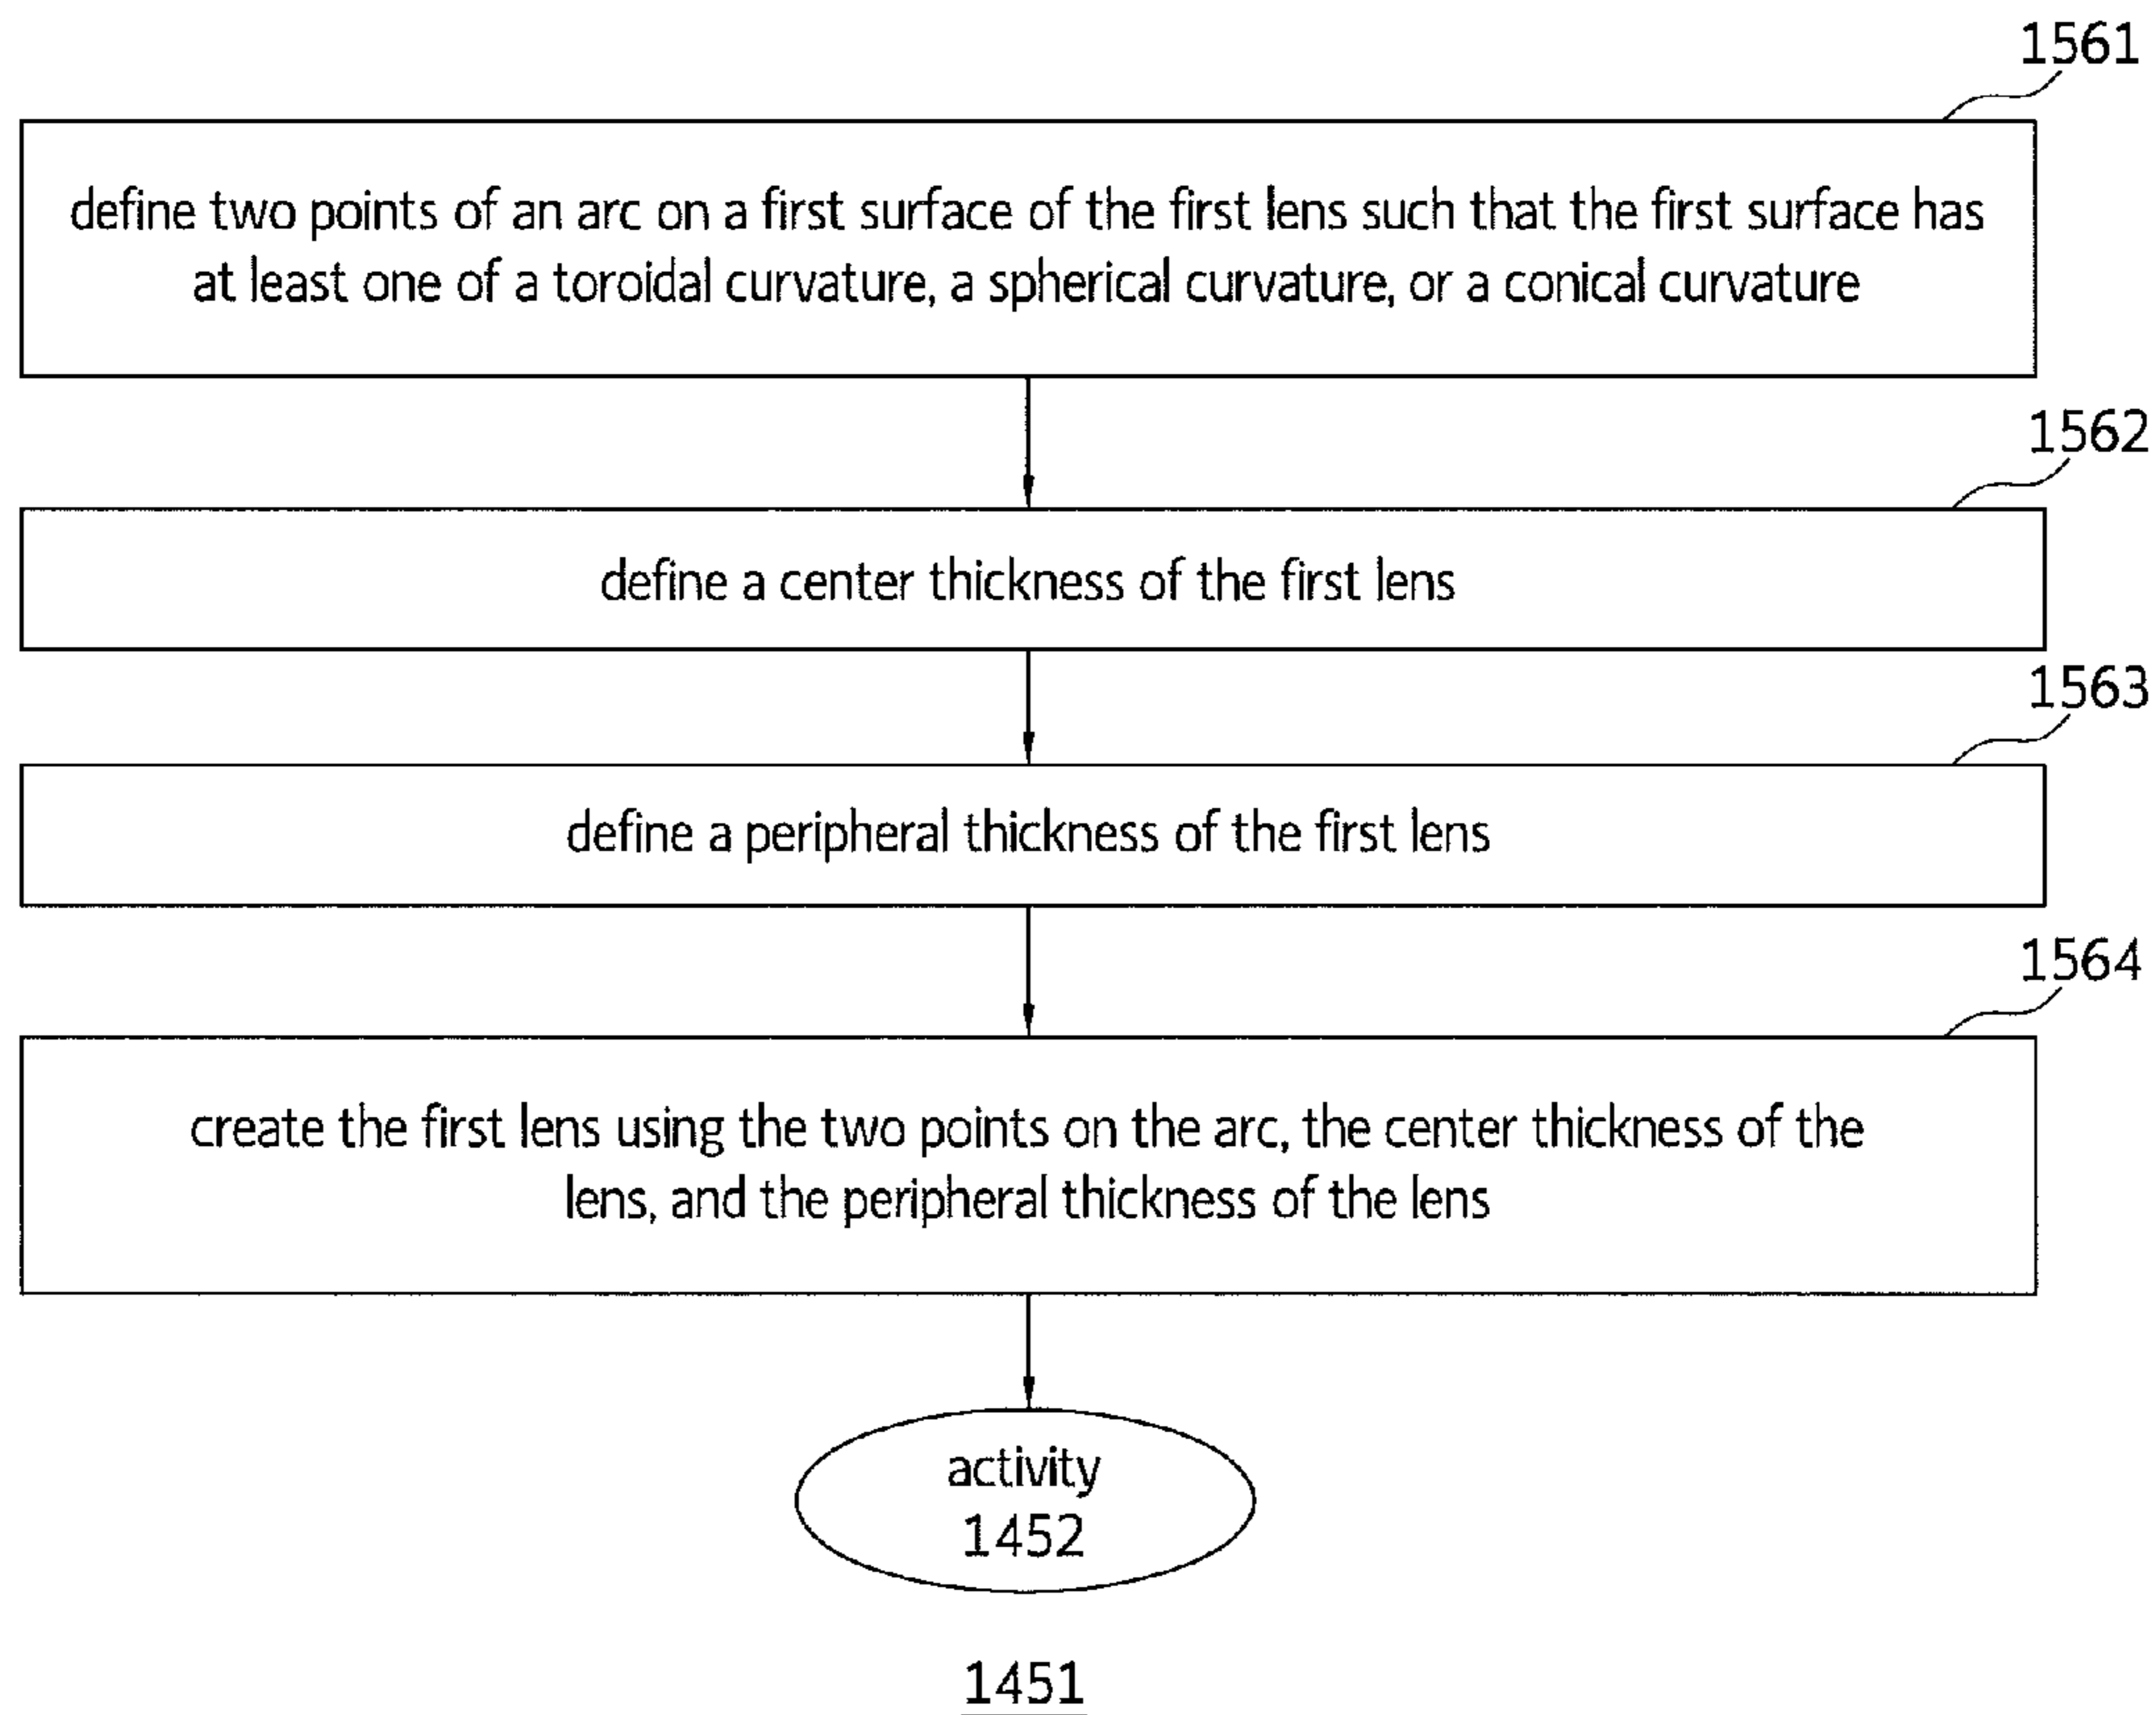 1561
define two points of an arc on a first surface of the first lens such that the first surface has
at least one of a toroidal curvature, a spherical curvature, or a conical curvature
1562
define a center thickness of the first lens
1563
define a peripheral thickness of the first lens
1564
create the first lens using the two points on the arc, the center thickness of the
lens, and the peripheral thickness of the lens
activity
1452
1451